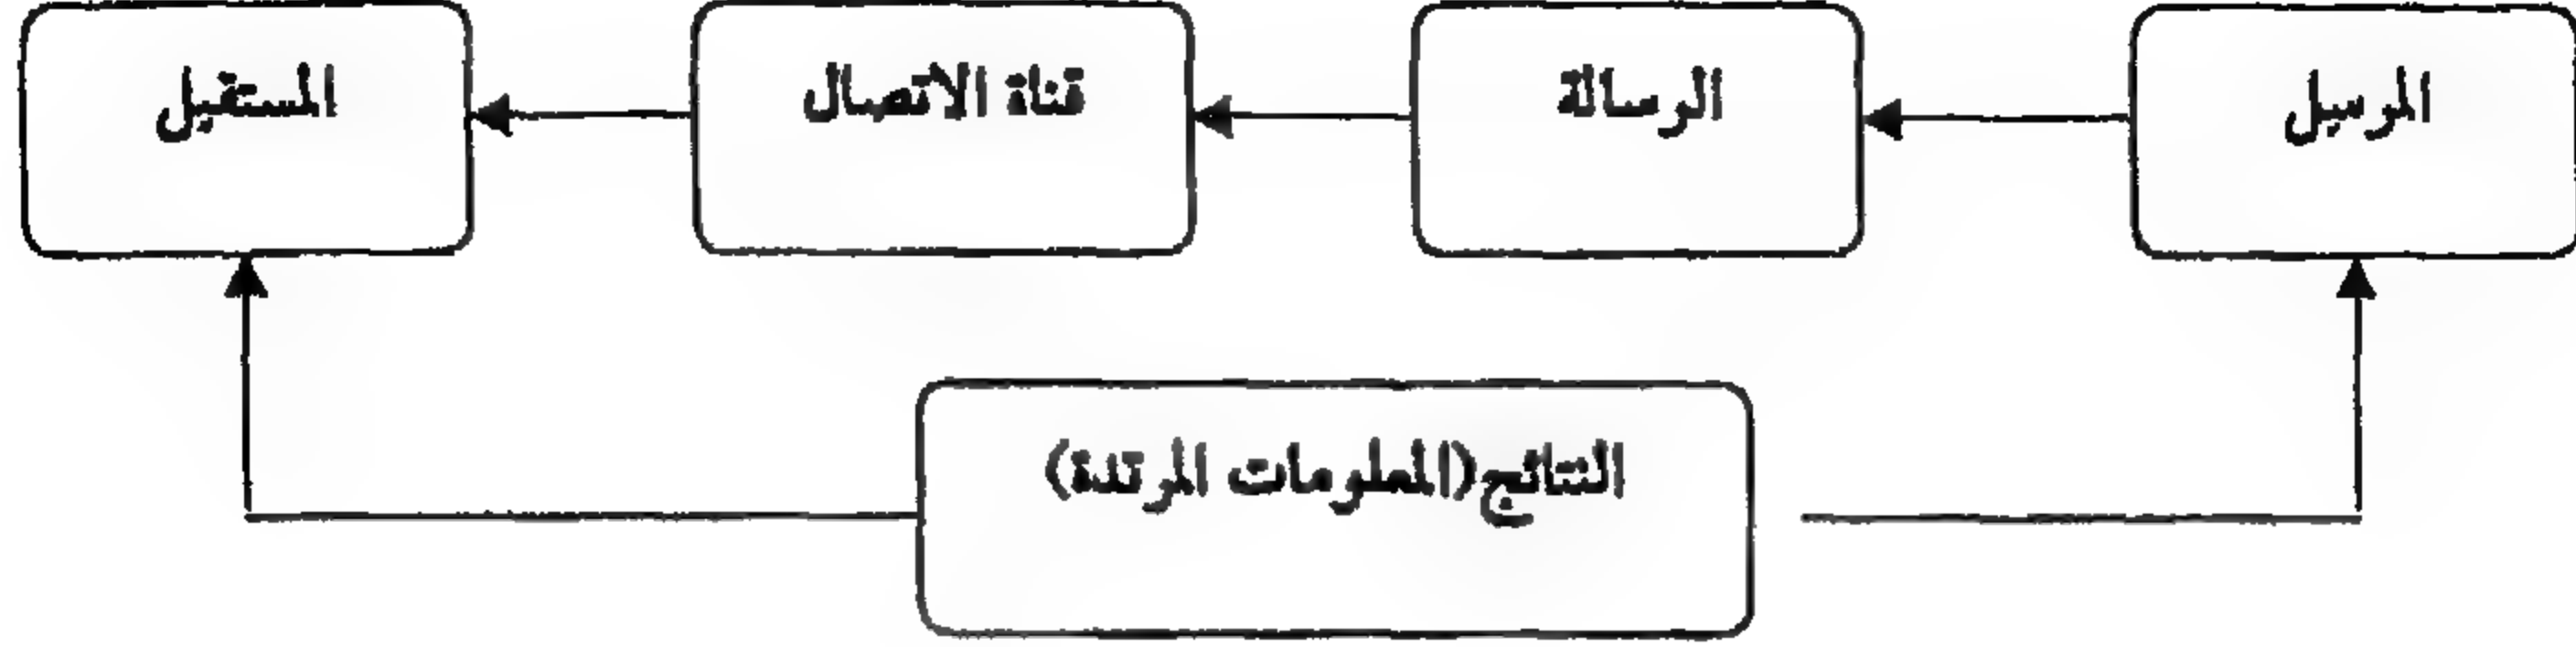 المرسل
الرسالة
قناة الاتصال
المستقبل
النتائج(المعلومات المرتدة)